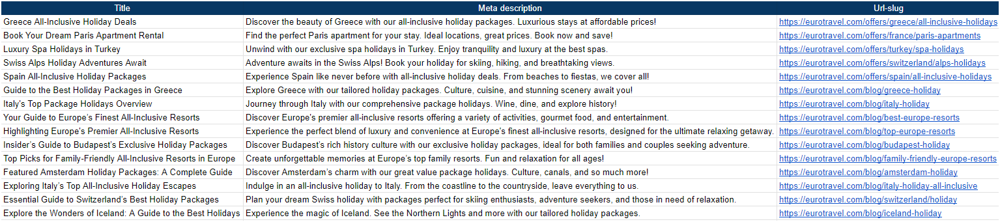 Title Meta description Url-slug
Greece All-Inclusive Holiday Deals Discover the beauty of Greece with our all-inclusive holiday packages. Luxurious stays at affordable prices! https://eurotravel.com/offers/greece/all-inclusive-holidays
Book Your Dream Paris Apartment Rental Find the perfect Paris apartment for your stay. Ideal locations, great prices. Book now and save! https://eurotravel.com/offers/france/paris-apartments
Luxury Spa Holidays in Turkey Unwind with our exclusive spa holidays in Turkey. Enjoy tranquility and luxury at the best spas. https://eurotravel.com/offers/turkey/spa-holidays
Swiss Alps Holiday Adventures Await Adventure awaits in the Swiss Alps! Book your holiday for skiing, hiking, and breathtaking views. https://eurotravel.com/offers/switzerland/alps-holidays
Spain All-Inclusive Holiday Packages Experience Spain like never before with all-inclusive holiday deals. From beaches to fiestas, we cover all! https://eurotravel.com/offers/spain/all-inclusive-holidays
Guide to the Best Holiday Packages in Greece Explore Greece with our tailored holiday packages. Culture, cuisine, and stunning scenery await you! https://eurotravel.com/blog/greece-holiday
Italy's Top Package Holidays Overview Journey through Italy with our comprehensive package holidays. Wine, dine, and explore history! https://eurotravel.com/blog/italy-holiday
Your Guide to Europe's Finest All-Inclusive Resorts Discover Europe's premier all-inclusive resorts offering a variety of activities, gourmet food, and entertainment. https://eurotravel.com/blog/best-europe-resorts
Highlighting Europe's Premier All-Inclusive Resorts Experience the perfect blend of luxury and convenience at Europe's finest all-inclusive resorts, designed for the ultimate relaxing getaway. https://eurotravel.com/blog/top-europe-resorts
Insider's Guide to Budapest's Exclusive Holiday Packages Discover Budapest's rich history culture with our exclusive holiday packages, ideal for both families and couples seeking adventure. https://eurotravel.com/blog/budapest-holiday
Top Picks for Family-Friendly All-Inclusive Resorts in Europe Create unforgettable memories at Europe's top family resorts. Fun and relaxation for all ages! https://eurotravel.com/blog/family-friendly-europe-resorts
Featured Amsterdam Holiday Packages: A Complete Guide Discover Amsterdam's charm with our great value package holidays. Culture, canals, and so much more! https://eurotravel.com/blog/amsterdam-holiday
Exploring Italy's Top All-Inclusive Holiday Escapes Indulge in an all-inclusive holiday to Italy. From the coastline to the countryside, leave everything to us. https://eurotravel.com/blog/italy-holiday-all-inclusive
Essential Guide to Switzerland's Best Holiday Packages Plan your dream Swiss holiday with packages perfect for skiing enthusiasts, adventure seekers, and those in need of relaxation. https://eurotravel.com/blog/switzerland/holiday
Explore the Wonders of Iceland: A Guide to the Best Holidays Experience the magic of Iceland. See the Northern Lights and more with our tailored holiday packages. https://eurotravel.com/blog/iceland-holiday